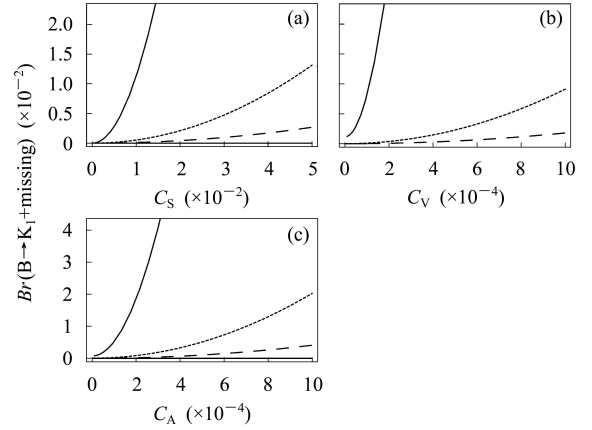 (a)
(b)
2.0
1.5
1.0
0.5
0
0 1 2 3 4 5
0 2 4 6 8 10
C_S (×10⁻²)
C_V (×10⁻⁴)
Br(B→K₁+missing) (×10⁻²)
(c)
4
3
2
1
0
0 2 4 6 8 10
C_A (×10⁻⁴)